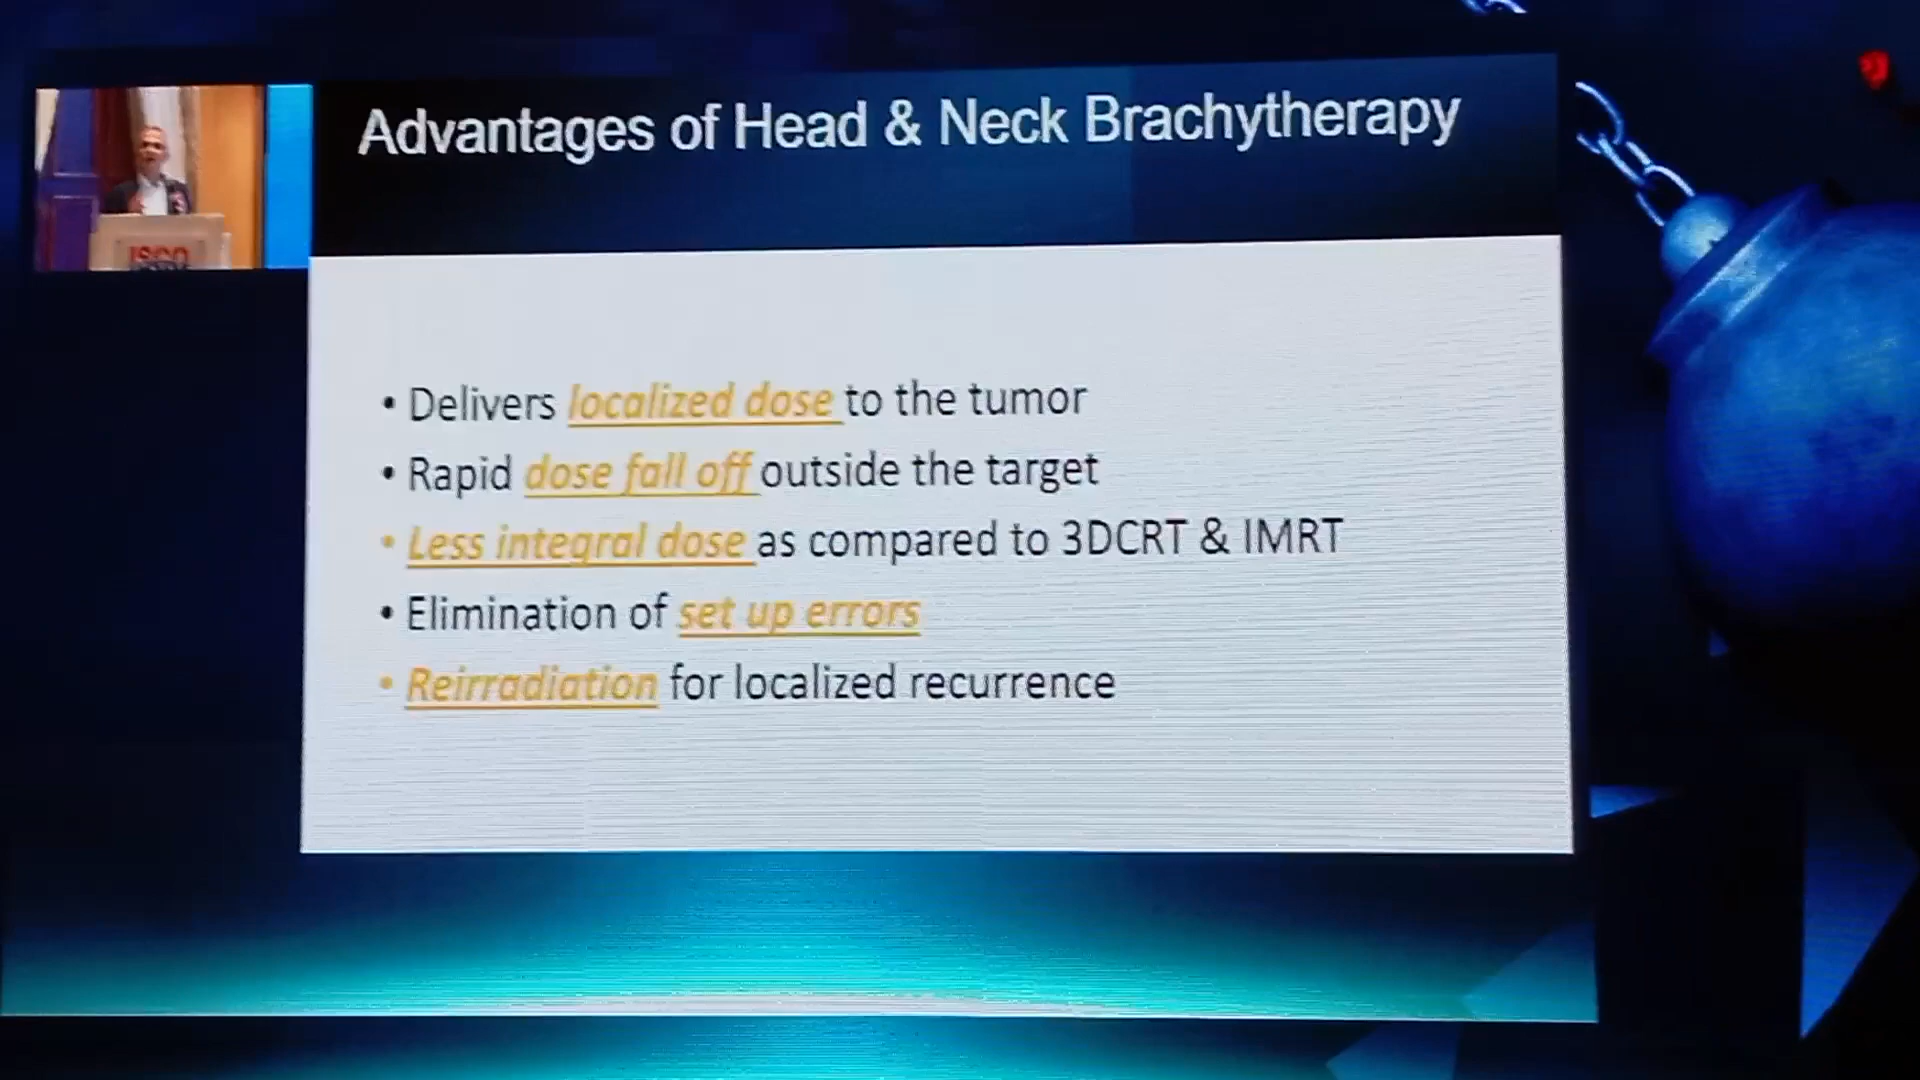 Advantages of Head & Neck Brachytherapy
ISCO
• Delivers localized dose to the tumor
• Rapid dose fall off outside the target
• Less integral dose as compared to 3DCRT & IMRT
• Elimination of set up errors
• Reirradiation for localized recurrence